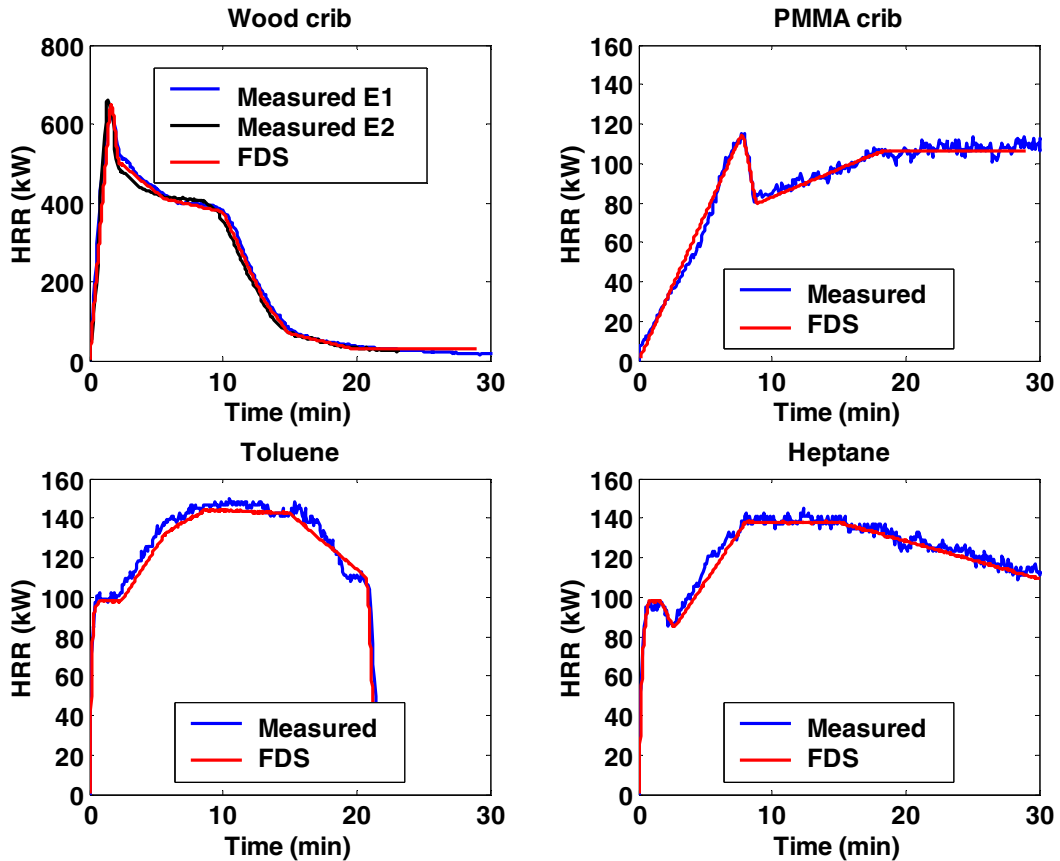 Wood crib
800
600
400
200
0
HRR (kW)
Measured E1
Measured E2
FDS
0 10 20 30
Time (min)
PMMA crib
160
140
120
100
80
60
40
20
0
HRR (kW)
Measured
FDS
0 10 20 30
Time (min)
Toluene
160
140
120
100
80
60
40
20
0
HRR (kW)
Measured
FDS
0 10 20 30
Time (min)
Heptane
160
140
120
100
80
60
40
20
0
HRR (kW)
Measured
FDS
0 10 20 30
Time (min)